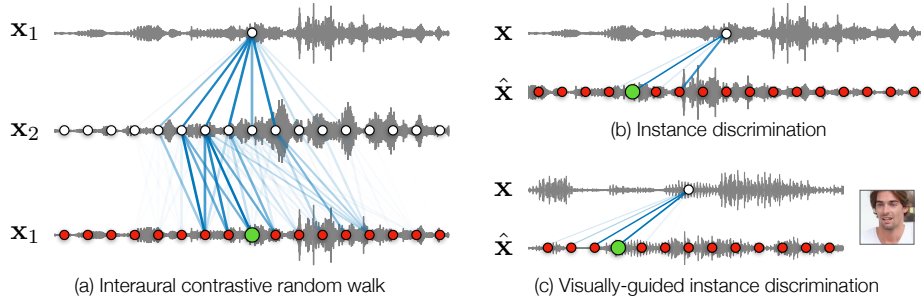 x₁
x₂
x₁
(a) Interaural contrastive random walk
x
x̂
(b) Instance discrimination
x
x̂
(c) Visually-guided instance discrimination